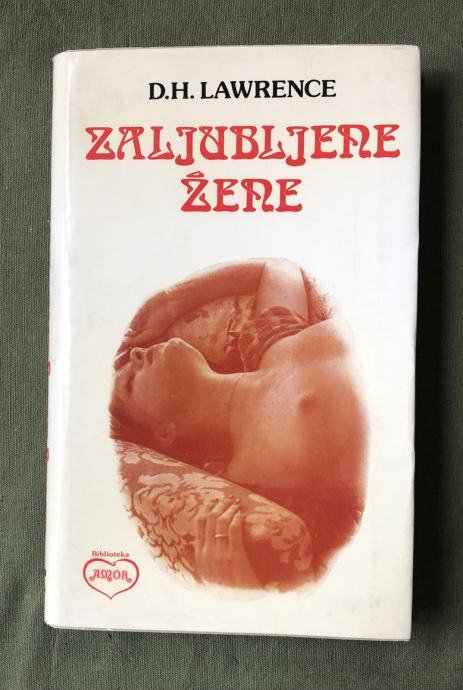 D.H. LAWRENCE
ZALJUBLJENE
ŽENE
Biblioteka
AMOR